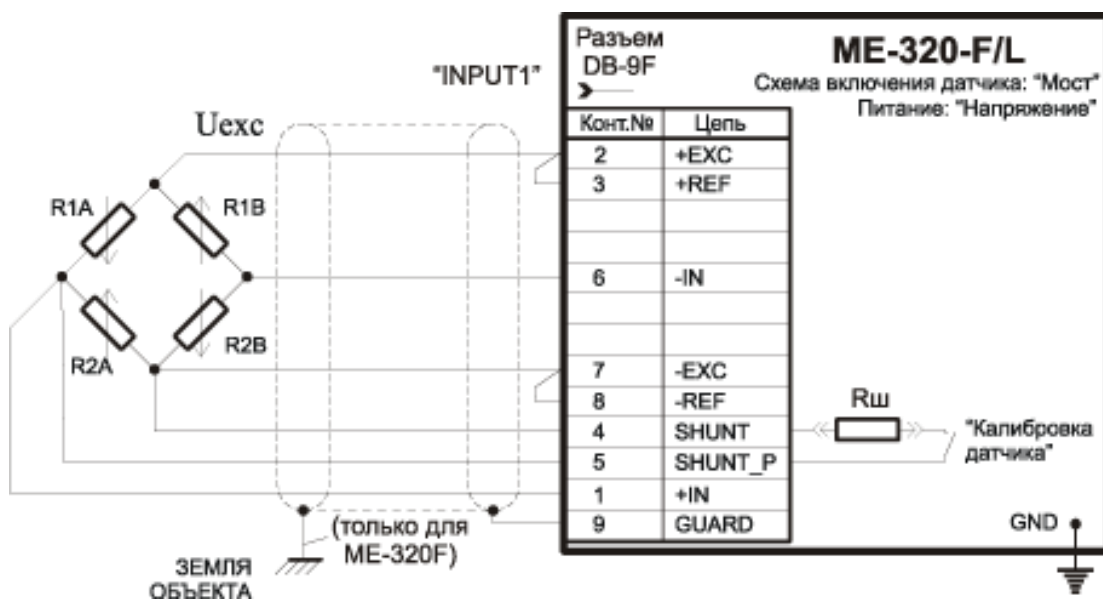 Разъем
DB-9F
ME-320-F/L
"INPUT1"
Схема включения датчика: "Мост"
Питание: "Напряжение"
Uexc
Конт.№ Цепь
2 +EXC
3 +REF
R1A
R1B
6 -IN
R2A
R2B
7 -EXC
8 -REF
4 SHUNT
5 SHUNT_P
1 +IN
9 GUARD
Rш
"Калибровка
датчика"
GND
(только для
ME-320F)
ЗЕМЛЯ
ОБЪЕКТА